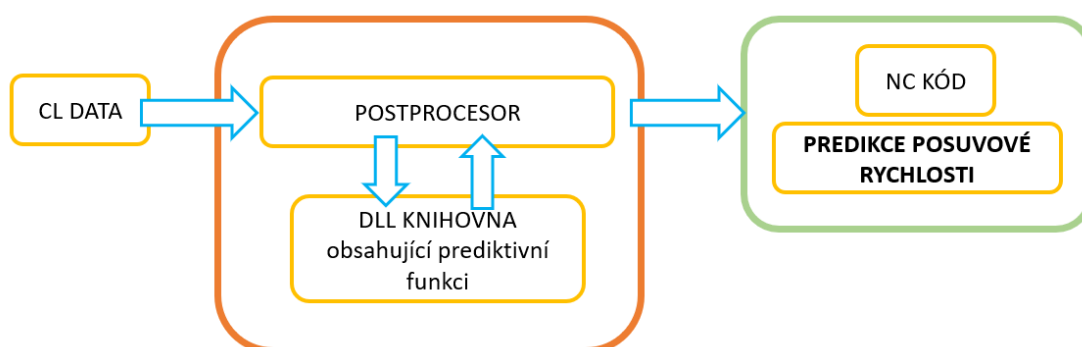 CL DATA
POSTPROCESOR
DLL KNIHOVNA
obsahující prediktivní
funkci
NC KÓD
PREDIKCE POSUVOVÉ
RYCHLOSTI